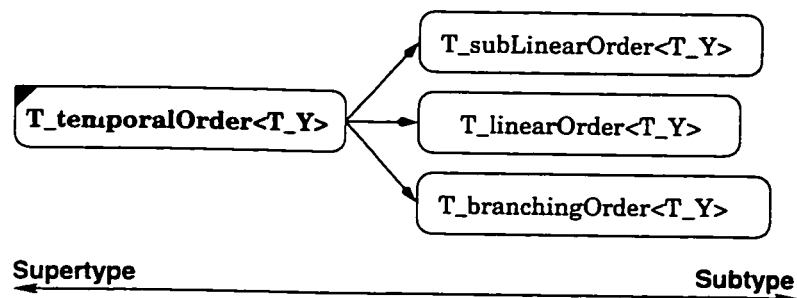 T_subLinearOrder<T_Y>
T_temporalOrder<T_Y>
T_linearOrder<T_Y>
T_branchingOrder<T_Y>
Supertype
Subtype